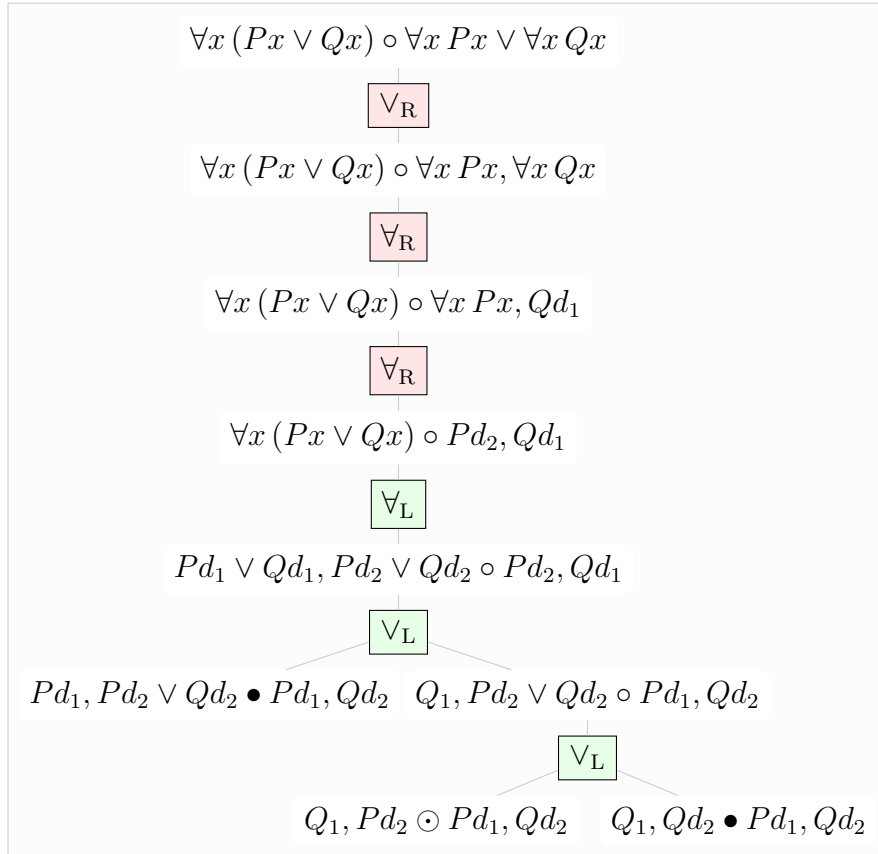 ∀x (Px ∨ Qx) ∘ ∀x Px ∨ ∀x Qx
∨R
∀x (Px ∨ Qx) ∘ ∀x Px, ∀x Qx
∀R
∀x (Px ∨ Qx) ∘ ∀x Px, Qd₁
∀R
∀x (Px ∨ Qx) ∘ Pd₂, Qd₁
∀L
Pd₁ ∨ Qd₁, Pd₂ ∨ Qd₂ ∘ Pd₂, Qd₁
∨L
Pd₁, Pd₂ ∨ Qd₂ • Pd₁, Qd₂ Q₁, Pd₂ ∨ Qd₂ ∘ Pd₁, Qd₂
∨L
Q₁, Pd₂ ⊙ Pd₁, Qd₂ Q₁, Qd₂ • Pd₁, Qd₂